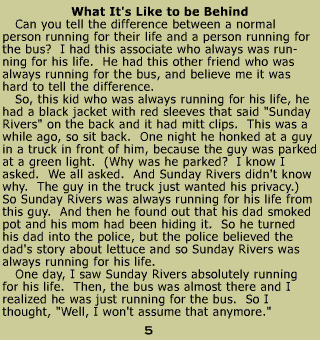 What It's Like to be Behind
Can you tell the difference between a normal
person running for their life and a person running for
the bus?  I had this associate who always was run-
ning for his life.  He had this other friend who was
always running for the bus, and believe me it was
hard to tell the difference.
So, this kid who was always running for his life, he
had a black jacket with red sleeves that said "Sunday
Rivers" on the back and it had mitt clips.  This was a
while ago, so sit back.  One night he honked at a guy
in a truck in front of him, because the guy was parked
at a green light.  (Why was he parked?  I know I
asked.  We all asked.  And Sunday Rivers didn't know
why.  The guy in the truck just wanted his privacy.)
So Sunday Rivers was always running for his life from
this guy.  And then he found out that his dad smoked
pot and his mom had been hiding it.  So he turned
his dad into the police, but the police believed the
dad's story about lettuce and so Sunday Rivers was
always running for his life.
One day, I saw Sunday Rivers absolutely running
for his life.  Then, the bus was almost there and I
realized he was just running for the bus.  So I
thought, "Well, I won't assume that anymore."
5